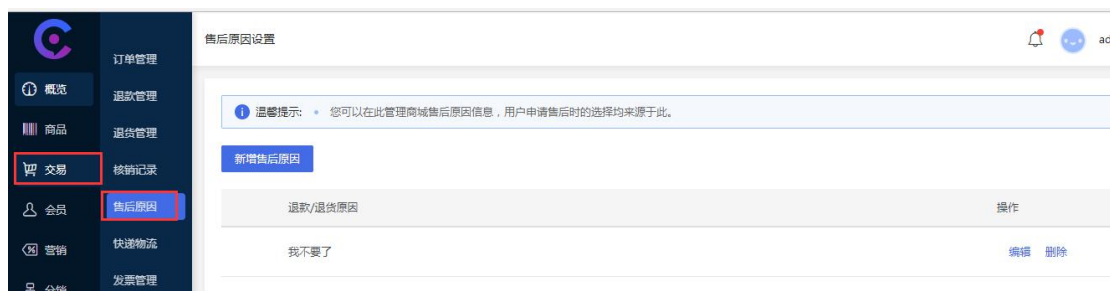 售后原因设置
ad
概览
商品
交易
会员
营销
分销
订单管理
退款管理
退货管理
核销记录
售后原因
快递物流
发票管理
温馨提示: • 您可以在此管理商城售后原因信息，用户申请售后时的选择均来源于此。
新增售后原因
退款/退货原因 操作
我不要了 编辑 删除